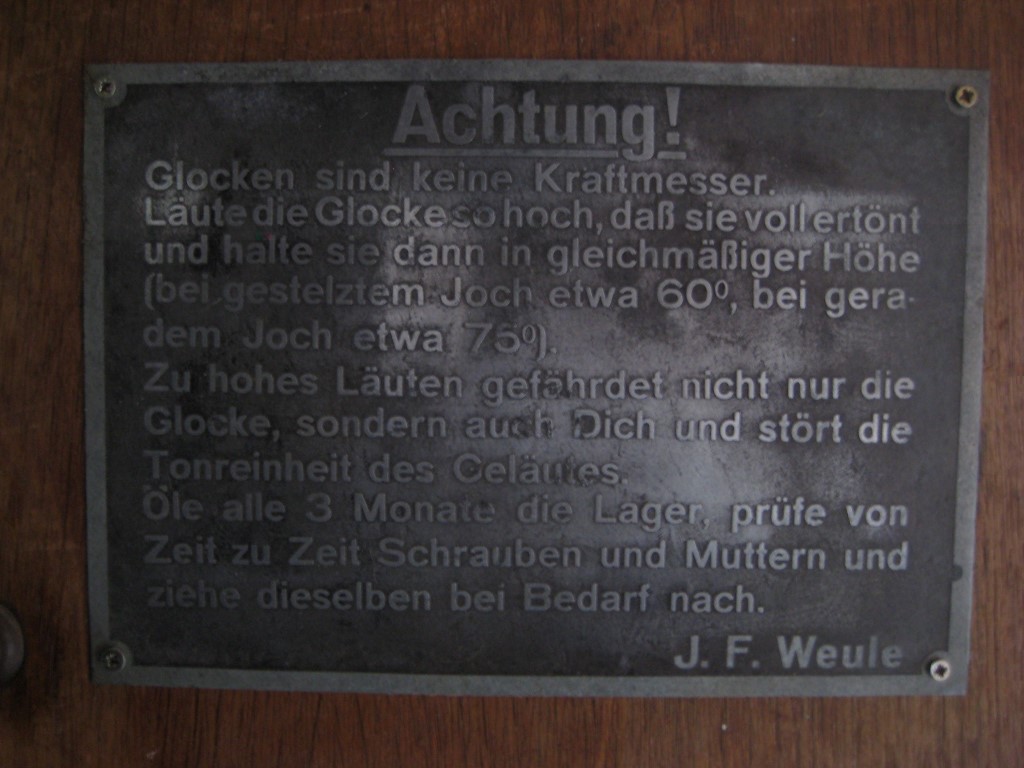 Achtung!
Glocken sind keine Kraftmesser.
Läute die Glocke so hoch, daß sie voll ertönt
und halte sie dann in gleichmäßiger Höhe
(bei gestelztem Joch etwa 60⁰, bei gera-
dem Joch etwa 75⁰).
Zu hohes Läuten gefährdet nicht nur die
Glocke, sondern auch Dich und stört die
Tonreinheit des Geläutes.
Öle alle 3 Monate die Lager, prüfe von
Zeit zu Zeit Schrauben und Muttern und
ziehe dieselben bei Bedarf nach.
J. F. Weule